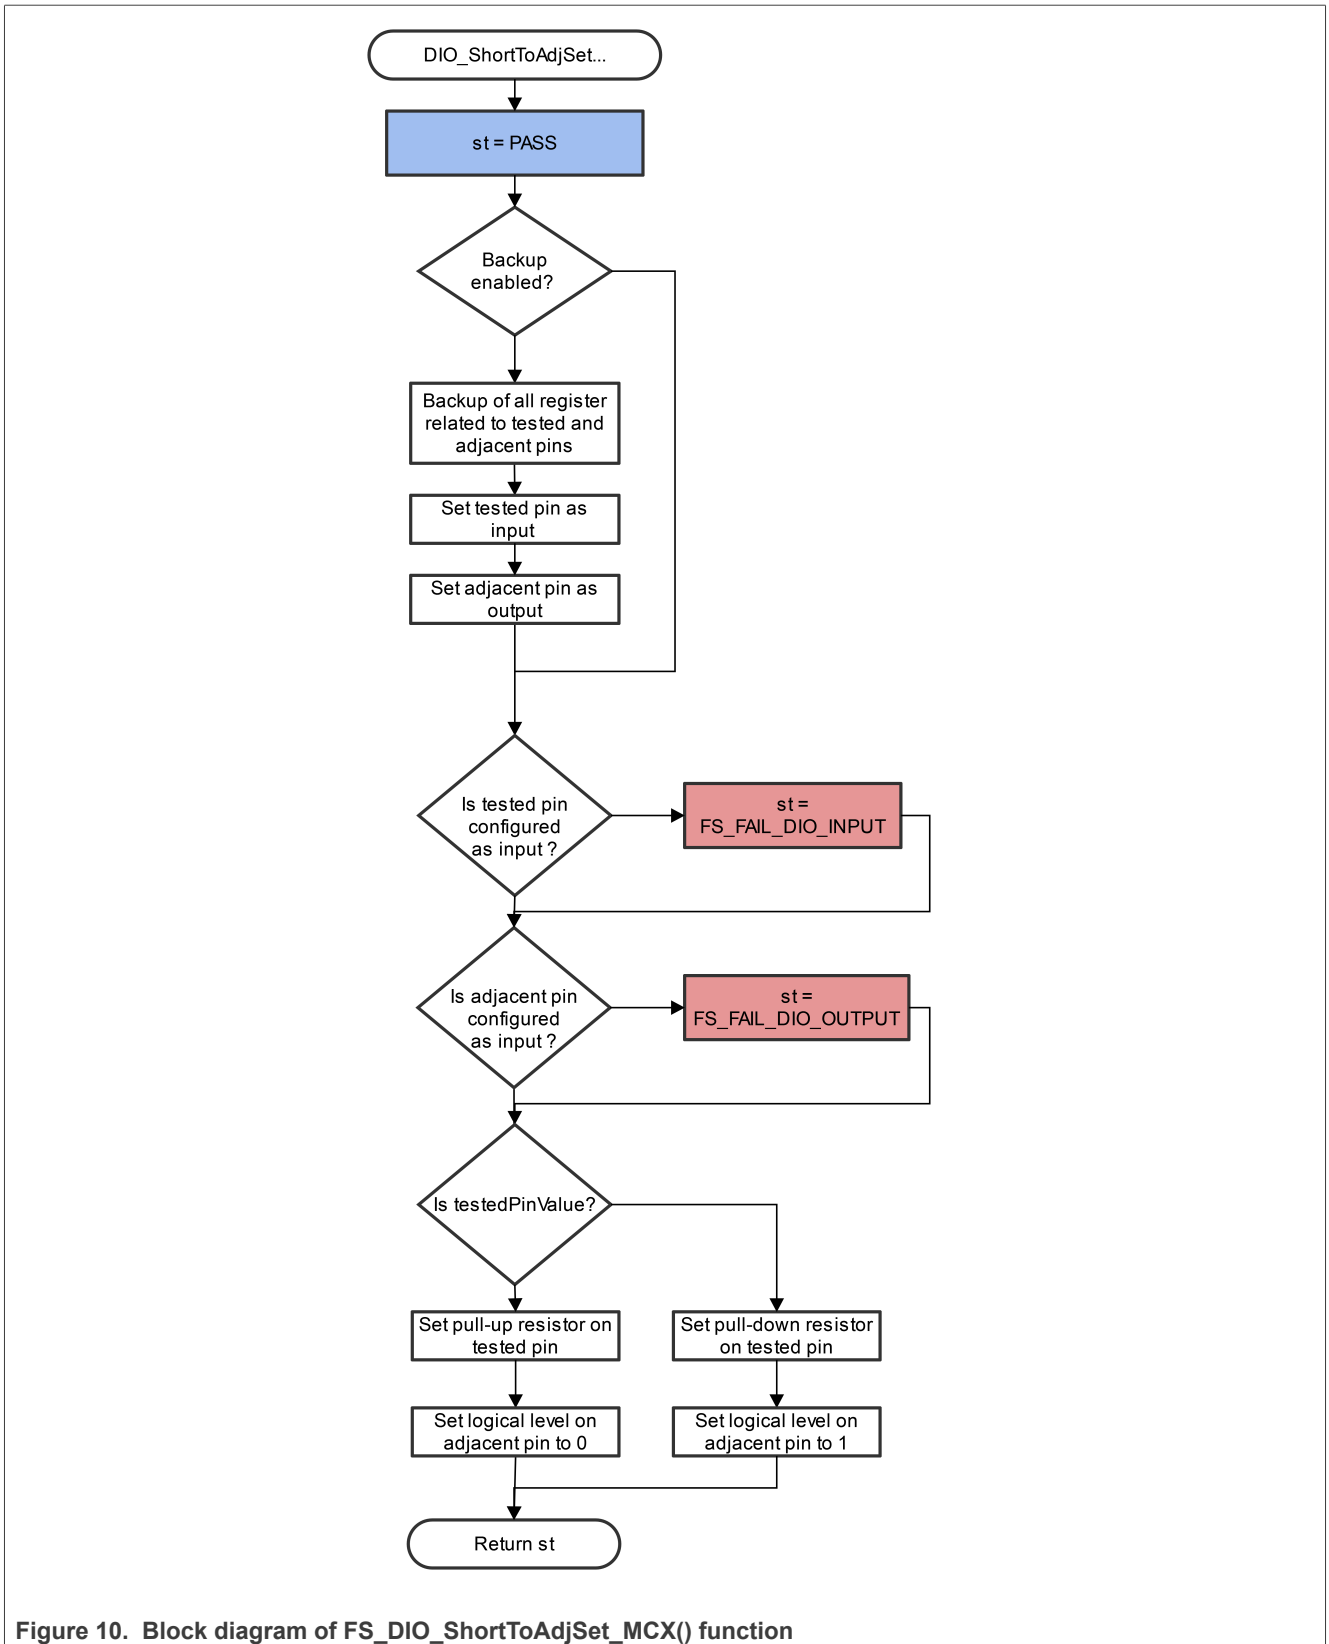 DIO_ShortToAdjSet...
st = PASS
Backup
enabled?
Backup of all register
related to tested and
adjacent pins
Set tested pin as
input
Set adjacent pin as
output
Is tested pin
configured
as input ?
st =
FS_FAIL_DIO_INPUT
Is adjacent pin
configured
as input ?
st =
FS_FAIL_DIO_OUTPUT
Is testedPinValue?
Set pull-up resistor on
tested pin
Set pull-down resistor
on tested pin
Set logical level on
adjacent pin to 0
Set logical level on
adjacent pin to 1
Return st
Figure 10. Block diagram of FS_DIO_ShortToAdjSet_MCX() function